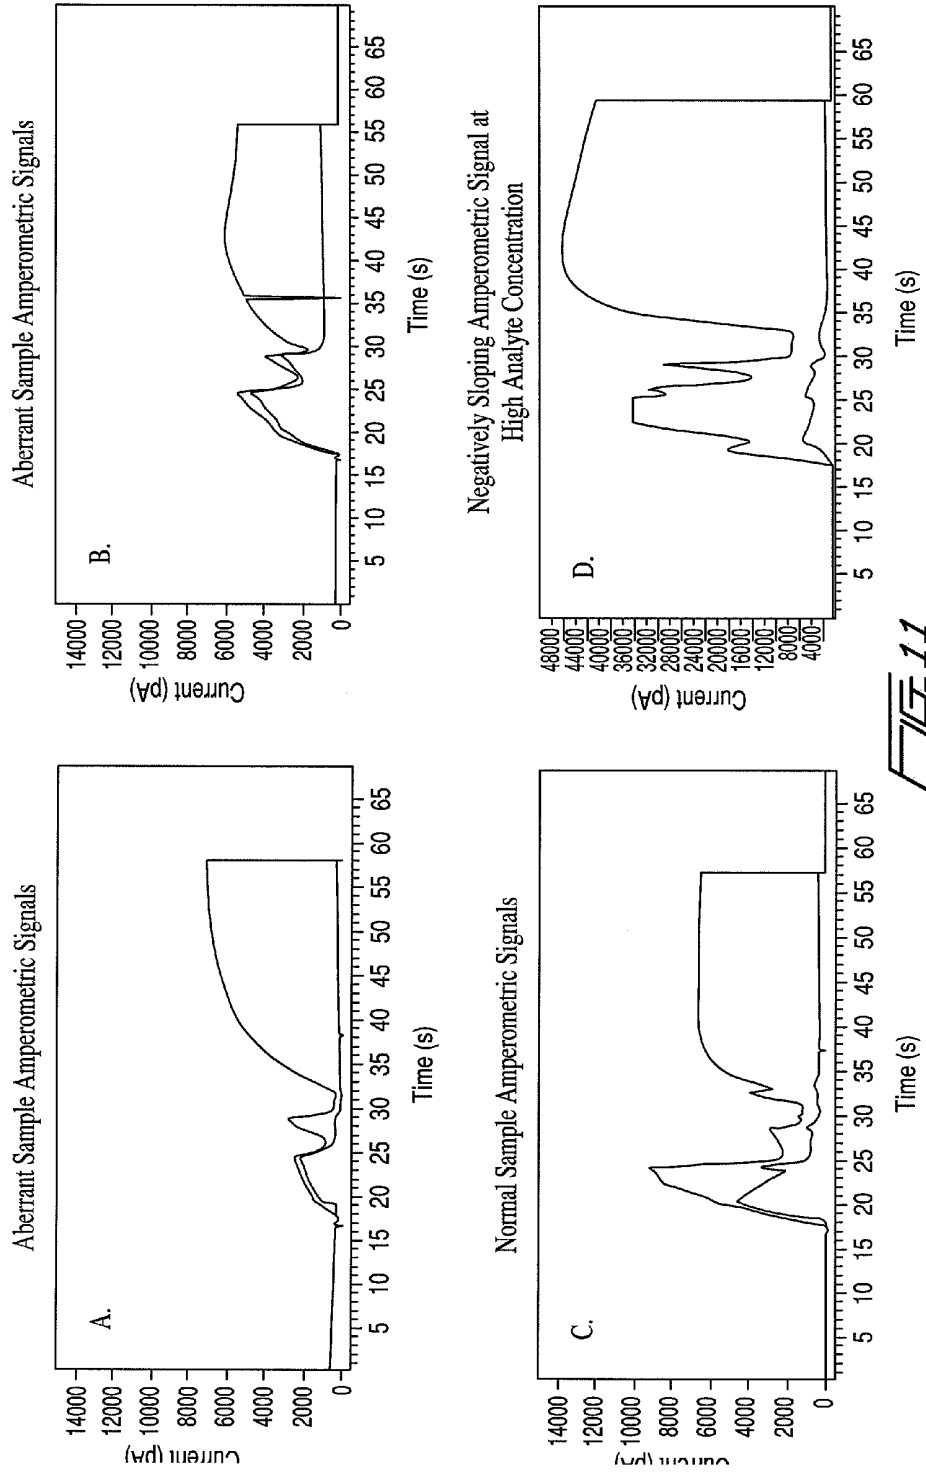 Aberrant Sample Amperometric Signals
A.
Current (pA)
14000
12000
10000
8000
6000
4000
2000
0
5 10 15 20 25 30 35 40 45 50 55 60 65
Time (s)
Aberrant Sample Amperometric Signals
B.
Current (pA)
14000
12000
10000
8000
6000
4000
2000
0
5 10 15 20 25 30 35 40 45 50 55 60 65
Time (s)
Normal Sample Amperometric Signals
C.
Current (pA)
14000
12000
10000
8000
6000
4000
2000
0
5 10 15 20 25 30 35 40 45 50 55 60 65
Time (s)
Negatively Sloping Amperometric Signal at
High Analyte Concentration
D.
Current (pA)
48000
44000
40000
36000
32000
28000
24000
20000
16000
12000
8000
4000
5 10 15 20 25 30 35 40 45 50 55 60 65
Time (s)
FIG. 11